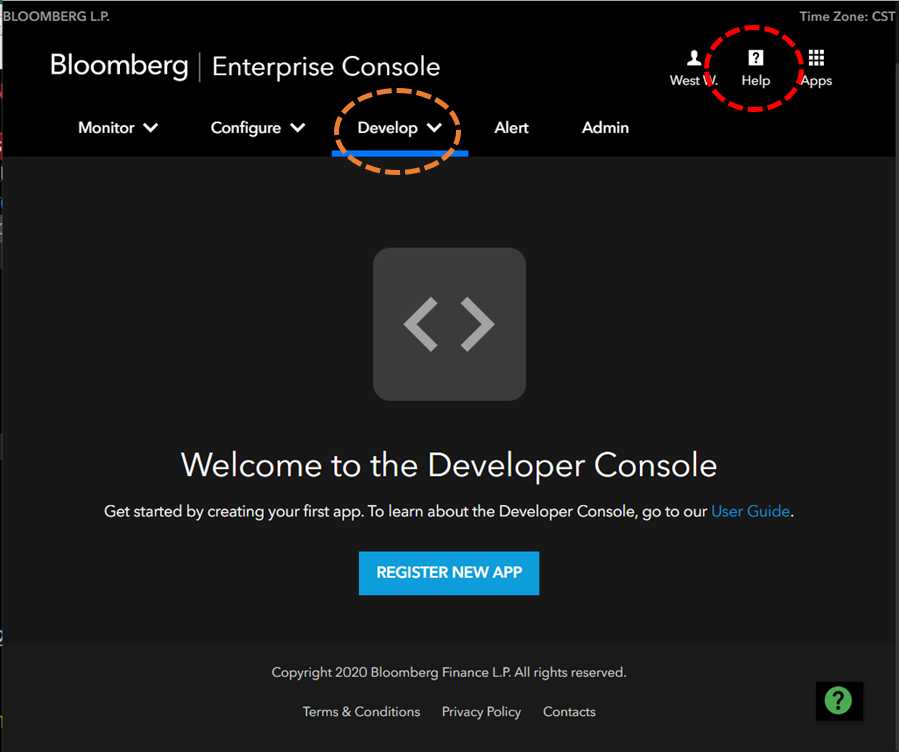 BLOOMBERG L.P.
Time Zone: CST
Bloomberg | Enterprise Console
West W.
Help
Apps
Monitor
Configure
Develop
Alert
Admin
Welcome to the Developer Console
Get started by creating your first app. To learn about the Developer Console, go to our User Guide.
REGISTER NEW APP
Copyright 2020 Bloomberg Finance L.P. All rights reserved.
Terms & Conditions
Privacy Policy
Contacts